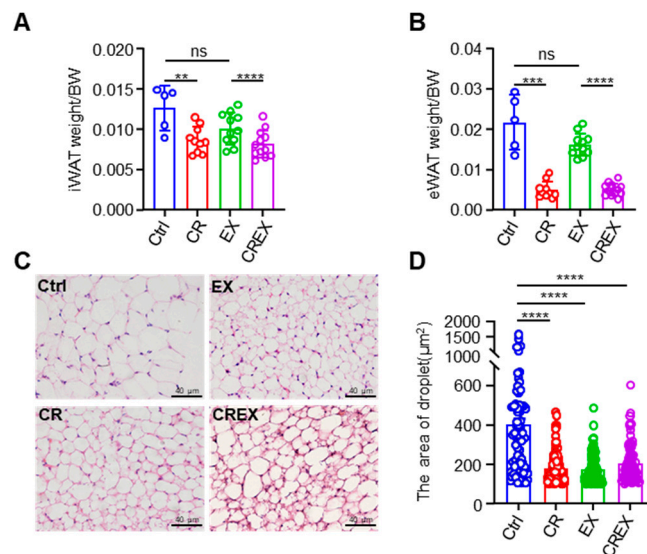 A
iWAT weight/BW
0.020
0.015
0.010
0.005
0.000
ns
**
****
Ctrl
CR
EX
CREX
B
eWAT weight/BW
0.04
0.03
0.02
0.01
0.00
ns
***
****
Ctrl
CR
EX
CREX
C
Ctrl
40 μm
EX
40 μm
CR
40 μm
CREX
40 μm
D
The area of droplet(μm²)
2000
1500
1000
600
400
200
0
****
****
****
Ctrl
CR
EX
CREX